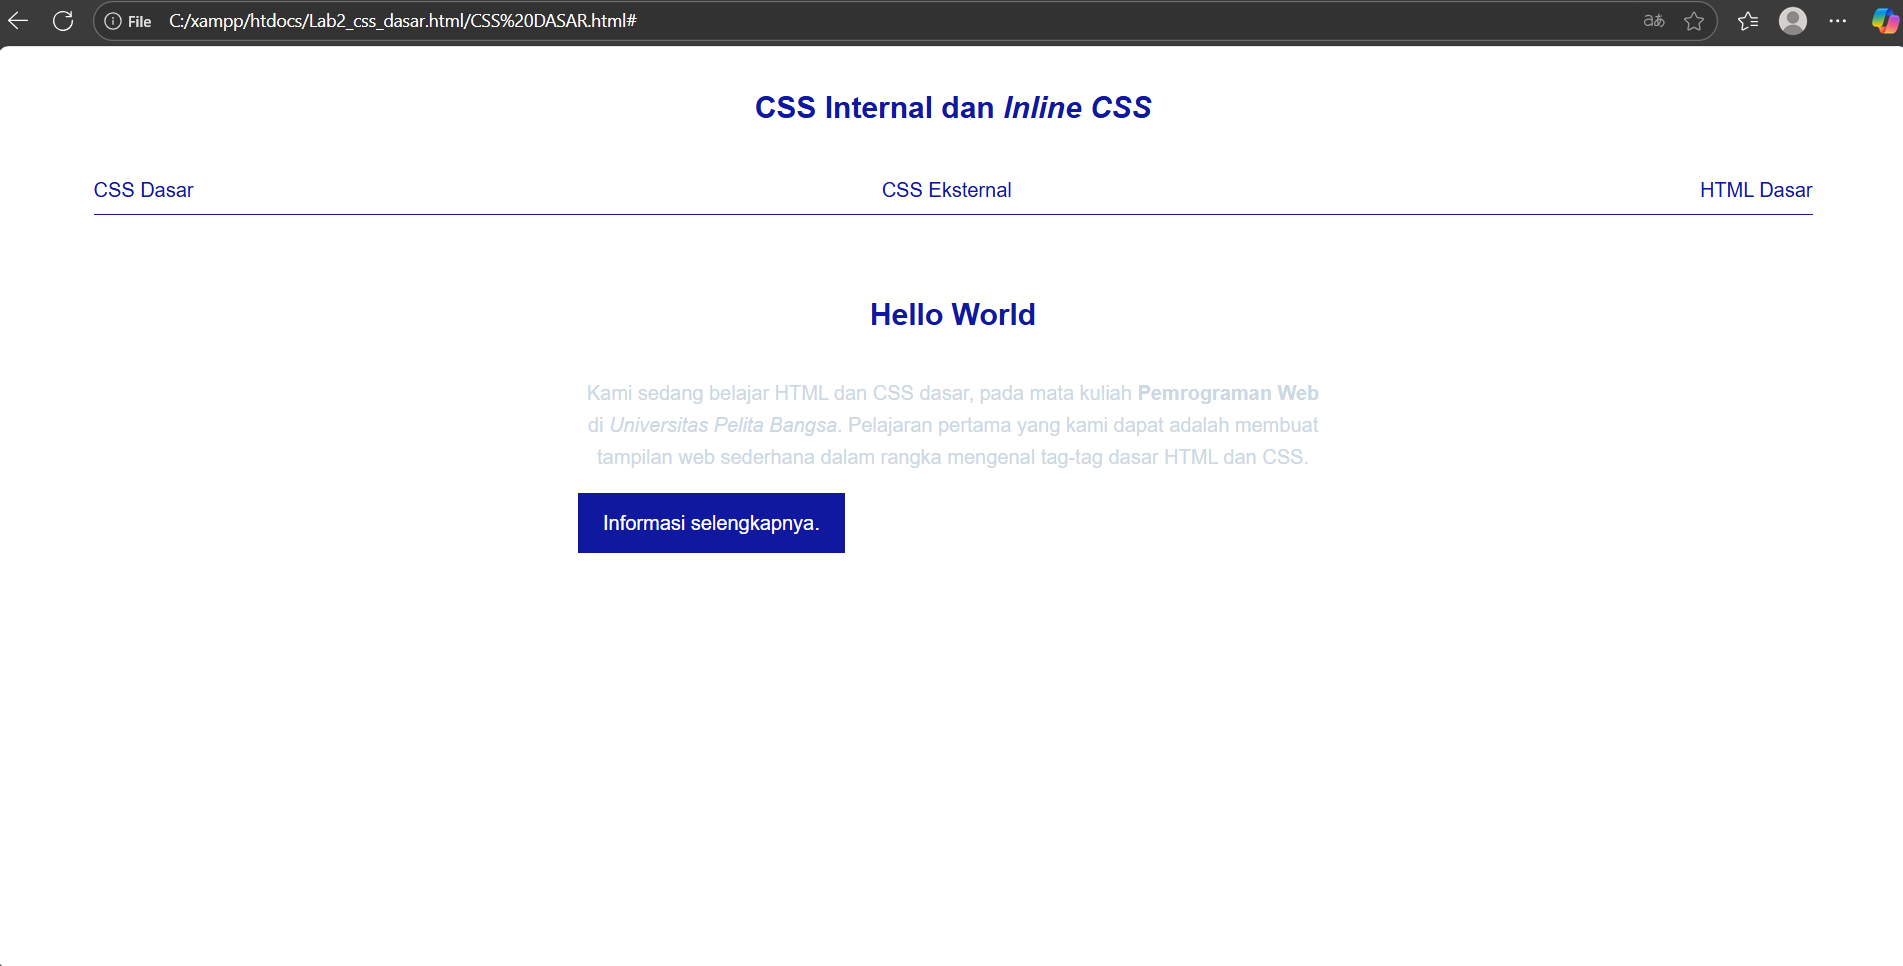 File C:/xampp/htdocs/Lab2_css_dasar.html/CSS%20DASAR.html# aあ
CSS Internal dan Inline CSS
CSS Dasar CSS Eksternal HTML Dasar
Hello World
Kami sedang belajar HTML dan CSS dasar, pada mata kuliah Pemrograman Web
di Universitas Pelita Bangsa. Pelajaran pertama yang kami dapat adalah membuat
tampilan web sederhana dalam rangka mengenal tag-tag dasar HTML dan CSS.
Informasi selengkapnya.